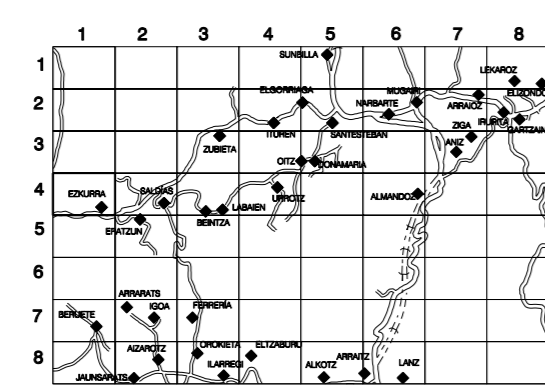 1 2 3 4 5 6 7 8
1 SUNBILLA LEKAROZ
2 ELGORRIAGA NARBARTE MUGAIRI ARRAIOZ ELIZONDO
ITUREN SANTESTEBAN IRURITA GARTZAIN
3 ZUBIETA ZIGA
OITZ DONAMARIA ANIZ
4 EZKURRA SALDIAS URROTZ ALMANDOZ
BEINTZA LABAIEN
5 ERATZUN
6
7 BERUETE ARRARATS IGOA FERRERÍA
8 AIZAROTZ OROKIETA ELTZABURU ARRAITZ
JAUNSARATS ILARREGI ALKOTZ LANZ